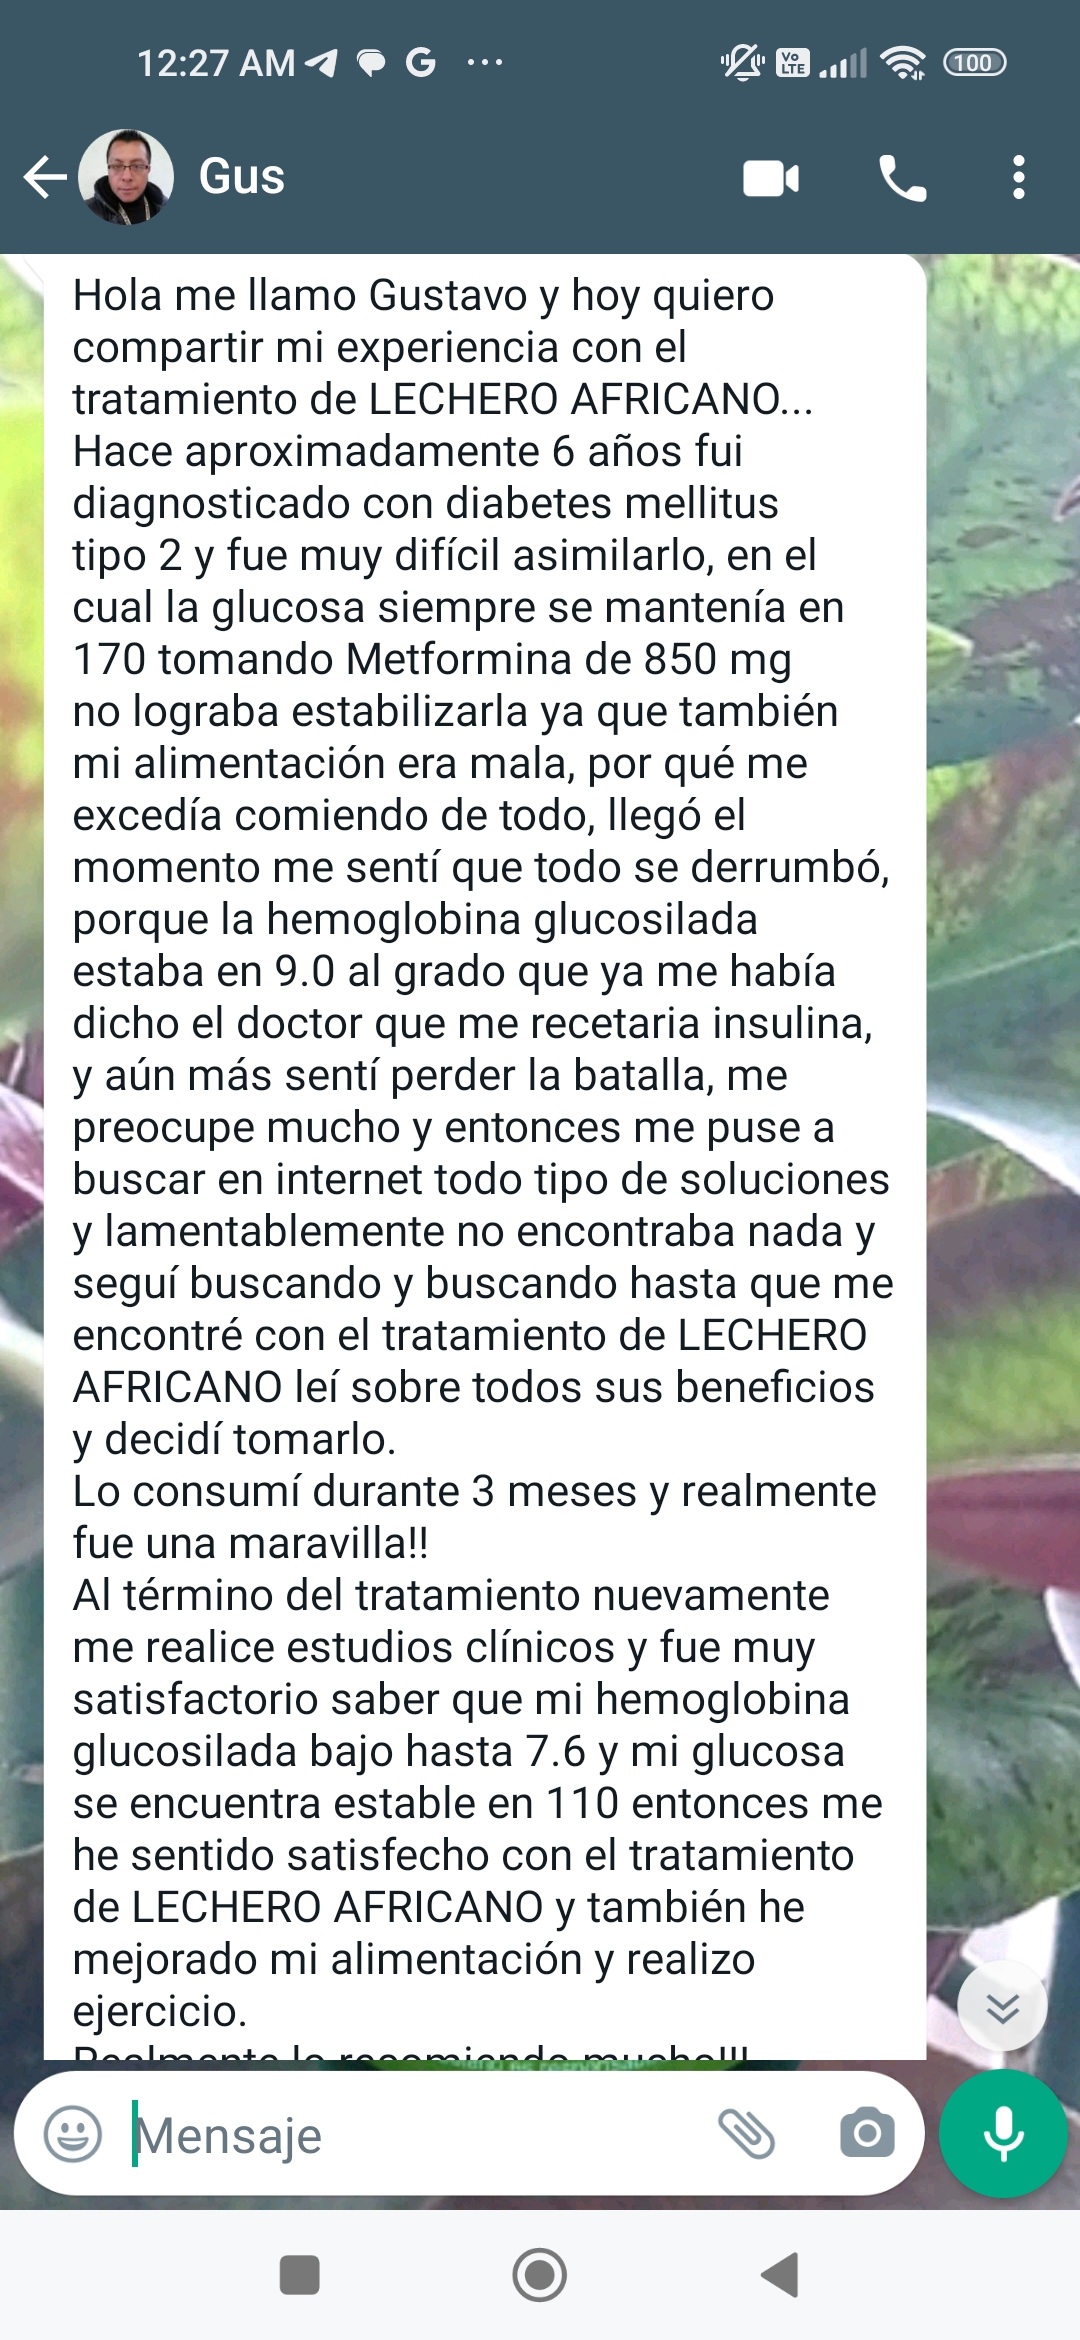 12:27 AM G ...
Vo LTE 100
Gus
Hola me llamo Gustavo y hoy quiero
compartir mi experiencia con el
tratamiento de LECHERO AFRICANO...
Hace aproximadamente 6 años fui
diagnosticado con diabetes mellitus
tipo 2 y fue muy difícil asimilarlo, en el
cual la glucosa siempre se mantenía en
170 tomando Metformina de 850 mg
no lograba estabilizarla ya que también
mi alimentación era mala, por qué me
excedía comiendo de todo, llegó el
momento me sentí que todo se derrumbó,
porque la hemoglobina glucosilada
estaba en 9.0 al grado que ya me había
dicho el doctor que me recetaria insulina,
y aún más sentí perder la batalla, me
preocupe mucho y entonces me puse a
buscar en internet todo tipo de soluciones
y lamentablemente no encontraba nada y
seguí buscando y buscando hasta que me
encontré con el tratamiento de LECHERO
AFRICANO leí sobre todos sus beneficios
y decidí tomarlo.
Lo consumí durante 3 meses y realmente
fue una maravilla!!
Al término del tratamiento nuevamente
me realice estudios clínicos y fue muy
satisfactorio saber que mi hemoglobina
glucosilada bajo hasta 7.6 y mi glucosa
se encuentra estable en 110 entonces me
he sentido satisfecho con el tratamiento
de LECHERO AFRICANO y también he
mejorado mi alimentación y realizo
ejercicio.
Realmente lo recomiendo mucho!!!
Mensaje